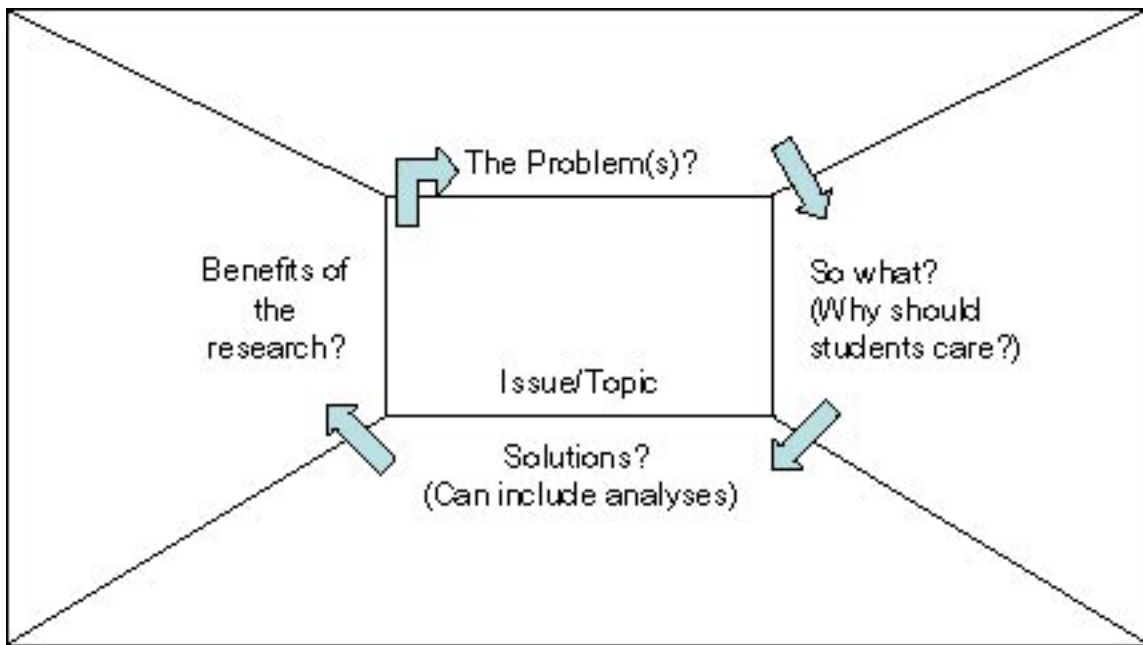 The Problem(s)?
So what?
(Why should
students care?)
Solutions?
(Can include analyses)
Benefits of
the
research?
Issue/Topic